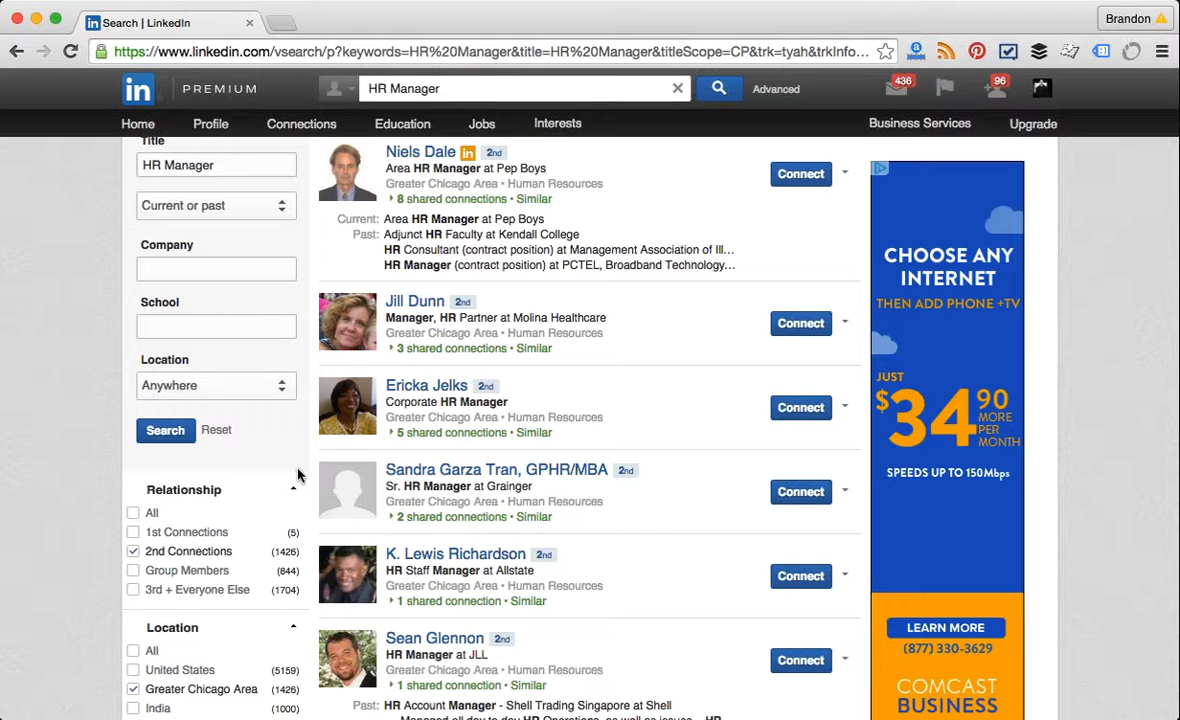 Search | LinkedIn
Brandon
https://www.linkedin.com/vsearch/p?keywords=HR%20Manager&title=HR%20Manager&titleScope=CP&trk=tyah&trkInfo...
in PREMIUM
HR Manager
Advanced
436
96
Home Profile Connections Education Jobs Interests Business Services Upgrade
Title
HR Manager
Current or past
Company
School
Location
Anywhere
Search Reset
Relationship
All
1st Connections (5)
2nd Connections (1426)
Group Members (844)
3rd + Everyone Else (1704)
Location
All
United States (5159)
Greater Chicago Area (1426)
India (1000)
Niels Dale in 2nd
Area HR Manager at Pep Boys
Greater Chicago Area • Human Resources
8 shared connections • Similar
Connect
Current: Area HR Manager at Pep Boys
Past: Adjunct HR Faculty at Kendall College
HR Consultant (contract position) at Management Association of Ill...
HR Manager (contract position) at PCTEL, Broadband Technology...
Jill Dunn 2nd
Manager, HR Partner at Molina Healthcare
Greater Chicago Area • Human Resources
3 shared connections • Similar
Connect
Ericka Jelks 2nd
Corporate HR Manager
Greater Chicago Area • Human Resources
5 shared connections • Similar
Connect
Sandra Garza Tran, GPHR/MBA 2nd
Sr. HR Manager at Grainger
Greater Chicago Area • Human Resources
2 shared connections • Similar
Connect
K. Lewis Richardson 2nd
HR Staff Manager at Allstate
Greater Chicago Area • Human Resources
1 shared connection • Similar
Connect
Sean Glennon 2nd
HR Manager at JLL
Greater Chicago Area • Human Resources
1 shared connection • Similar
Connect
Past: HR Account Manager - Shell Trading Singapore at Shell
CHOOSE ANY
INTERNET
THEN ADD PHONE +TV
JUST
$34 90
MORE
PER
MONTH
SPEEDS UP TO 150Mbps
LEARN MORE
(877) 330-3629
COMCAST
BUSINESS